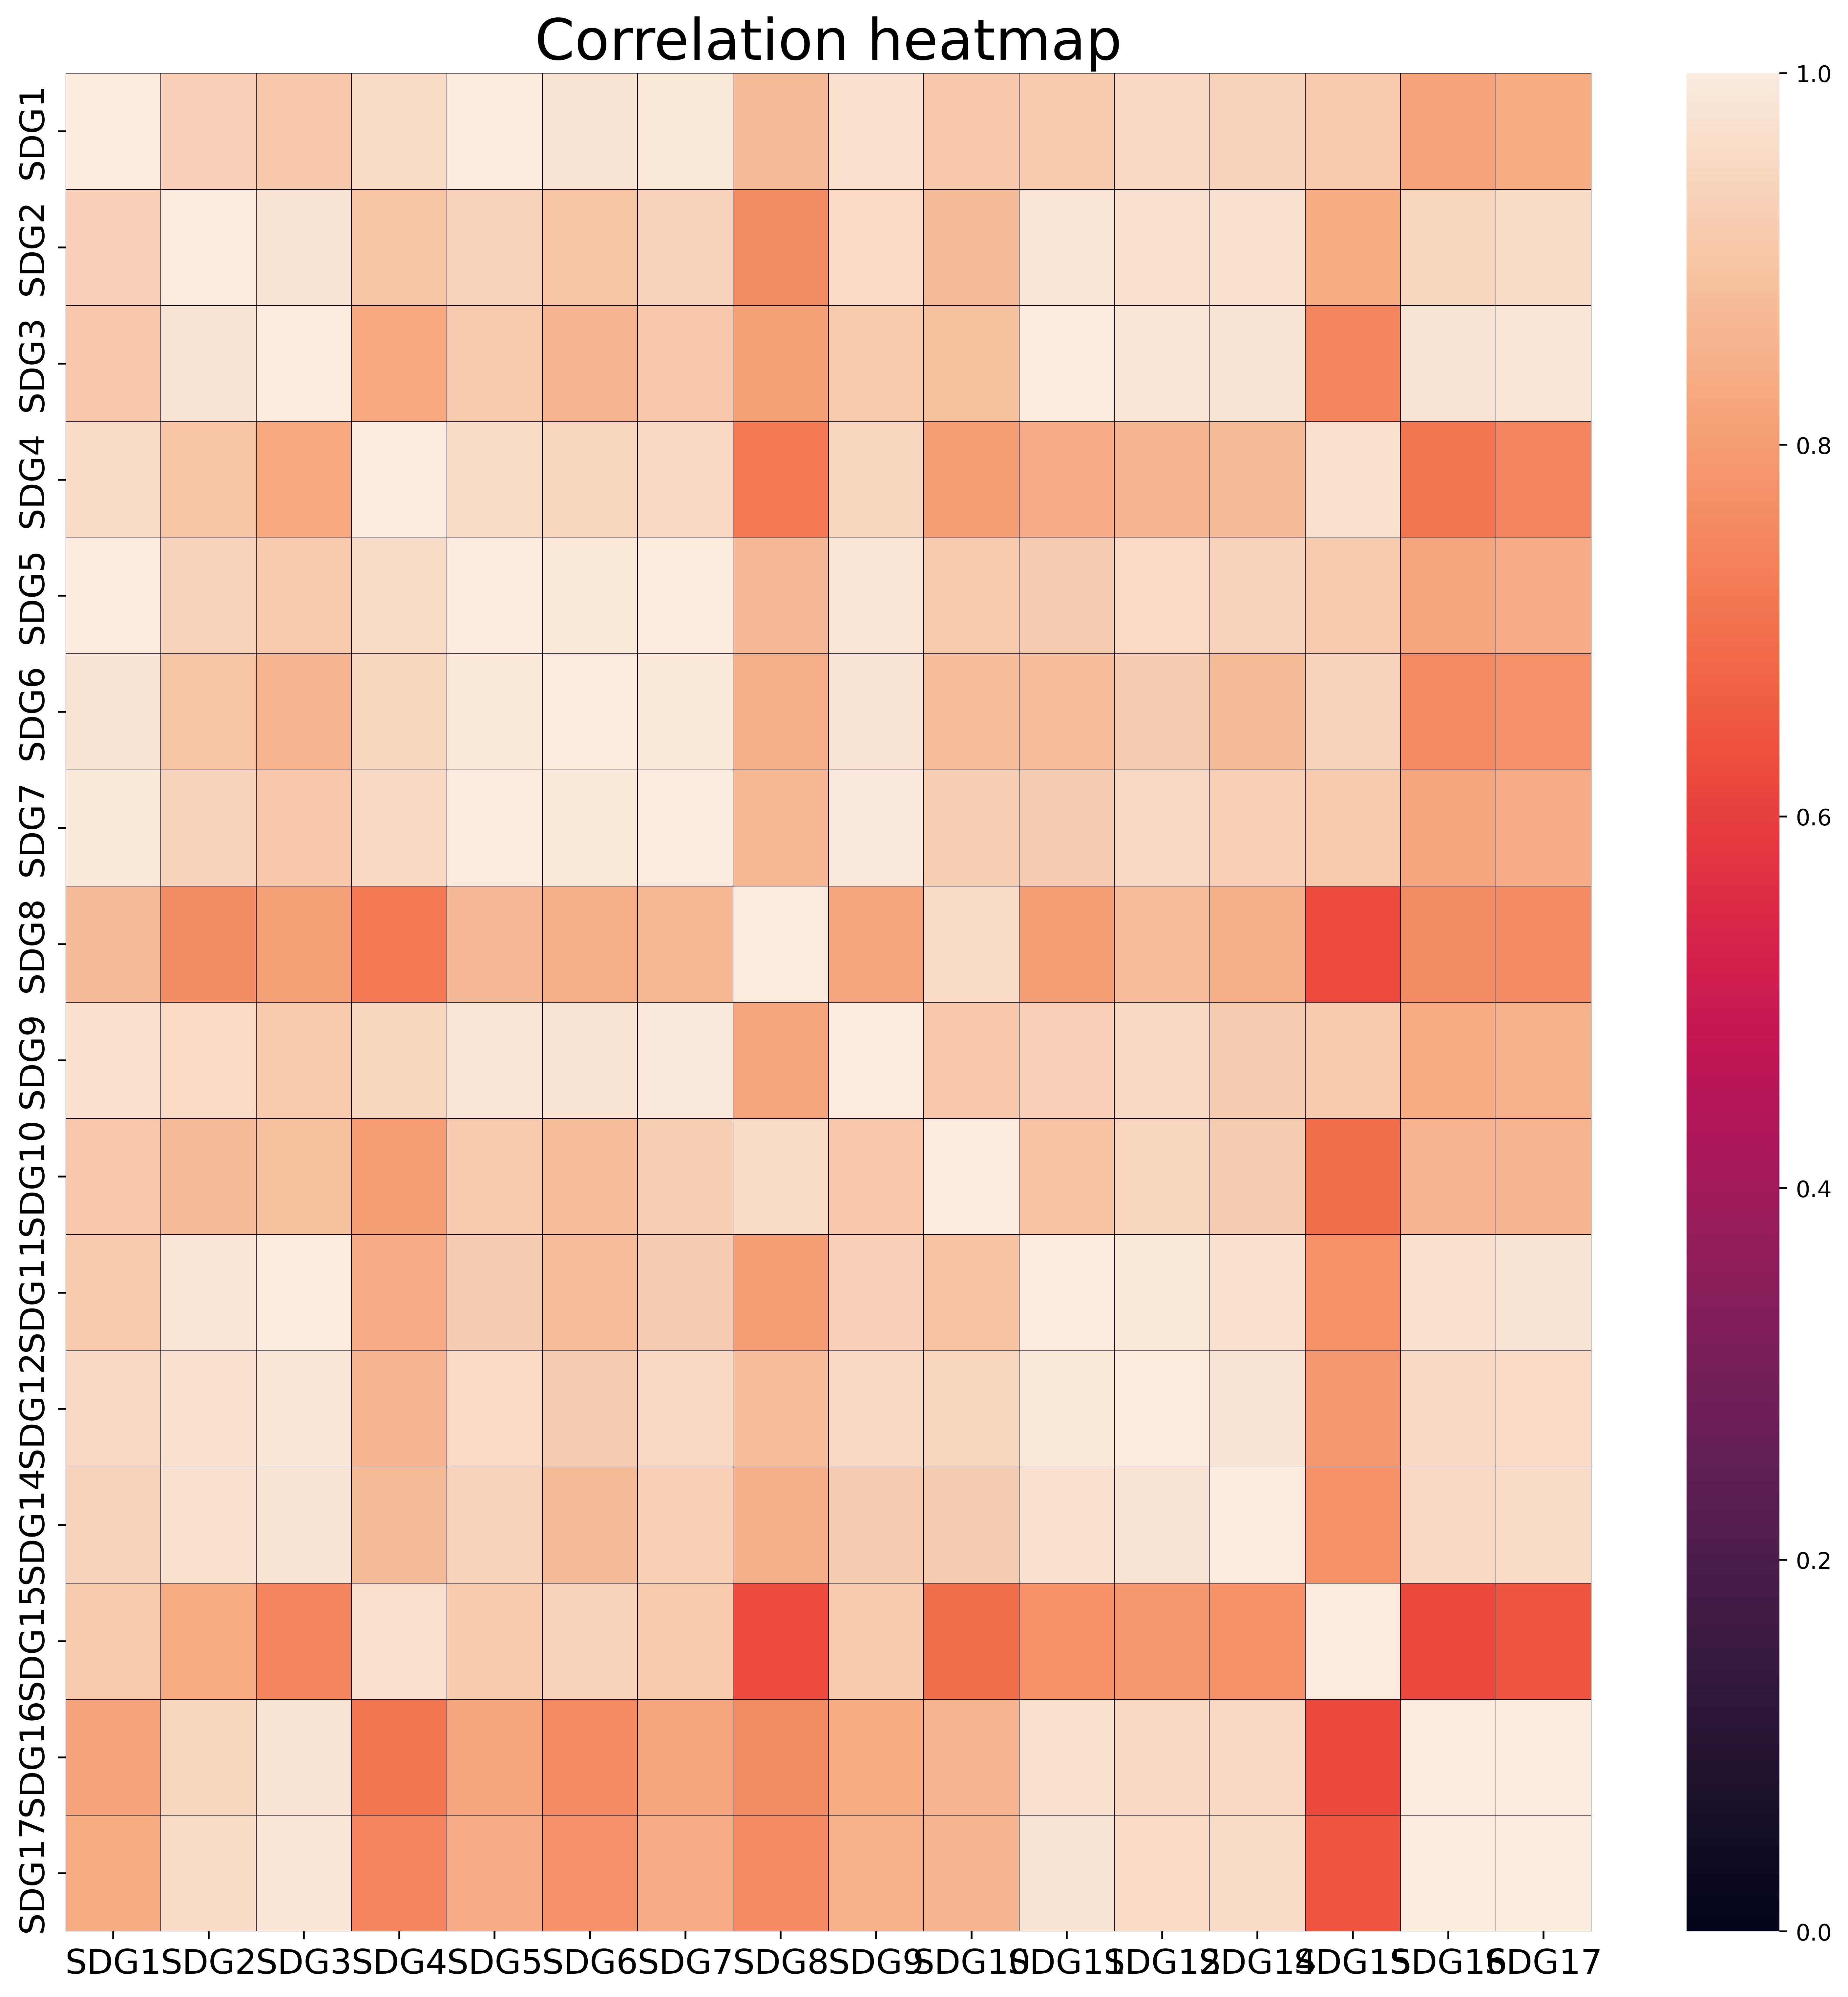 Correlation heatmap
SDG1
SDG2
SDG3
SDG4
SDG5
SDG6
SDG7
SDG8
SDG9
SDG10
SDG11
SDG12
SDG14
SDG15
SDG16
SDG17
SDG1 SDG2 SDG3 SDG4 SDG5 SDG6 SDG7 SDG8 SDG9 SDG10 SDG11 SDG12 SDG14 SDG15 SDG16 SDG17
1.0
0.8
0.6
0.4
0.2
0.0